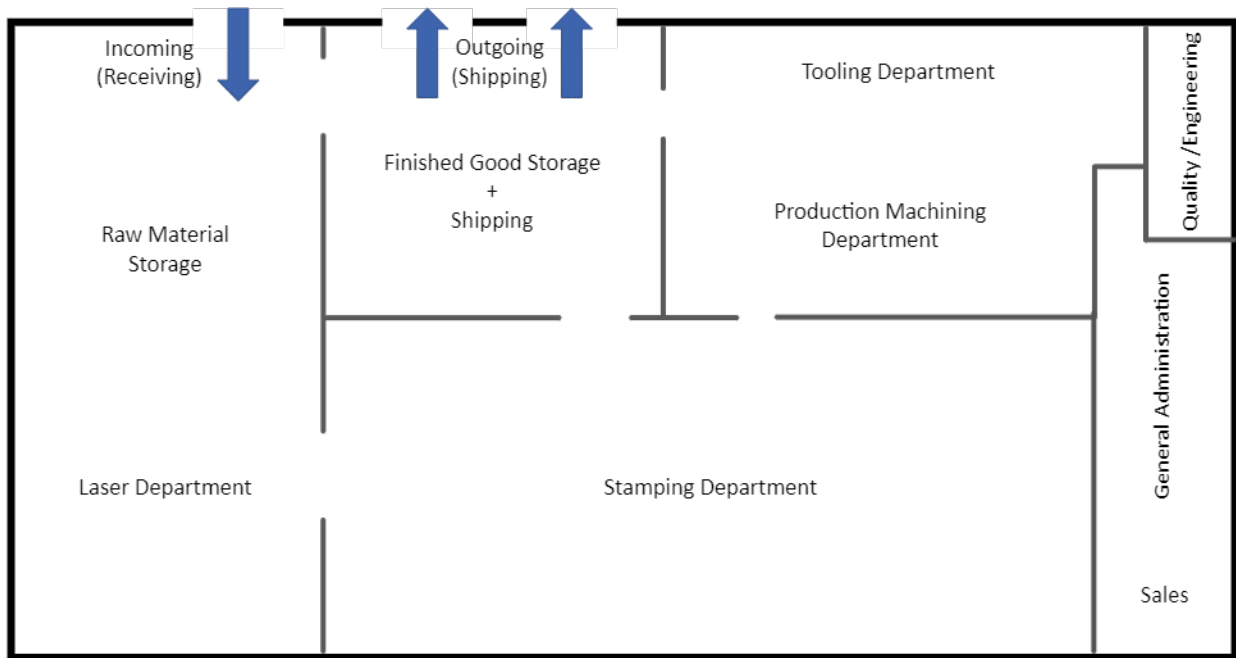 Incoming
(Receiving)
Outgoing
(Shipping)
Tooling Department
Quality /Engineering
Finished Good Storage
+
Shipping
Raw Material
Storage
Production Machining
Department
General Administration
Laser Department
Stamping Department
Sales